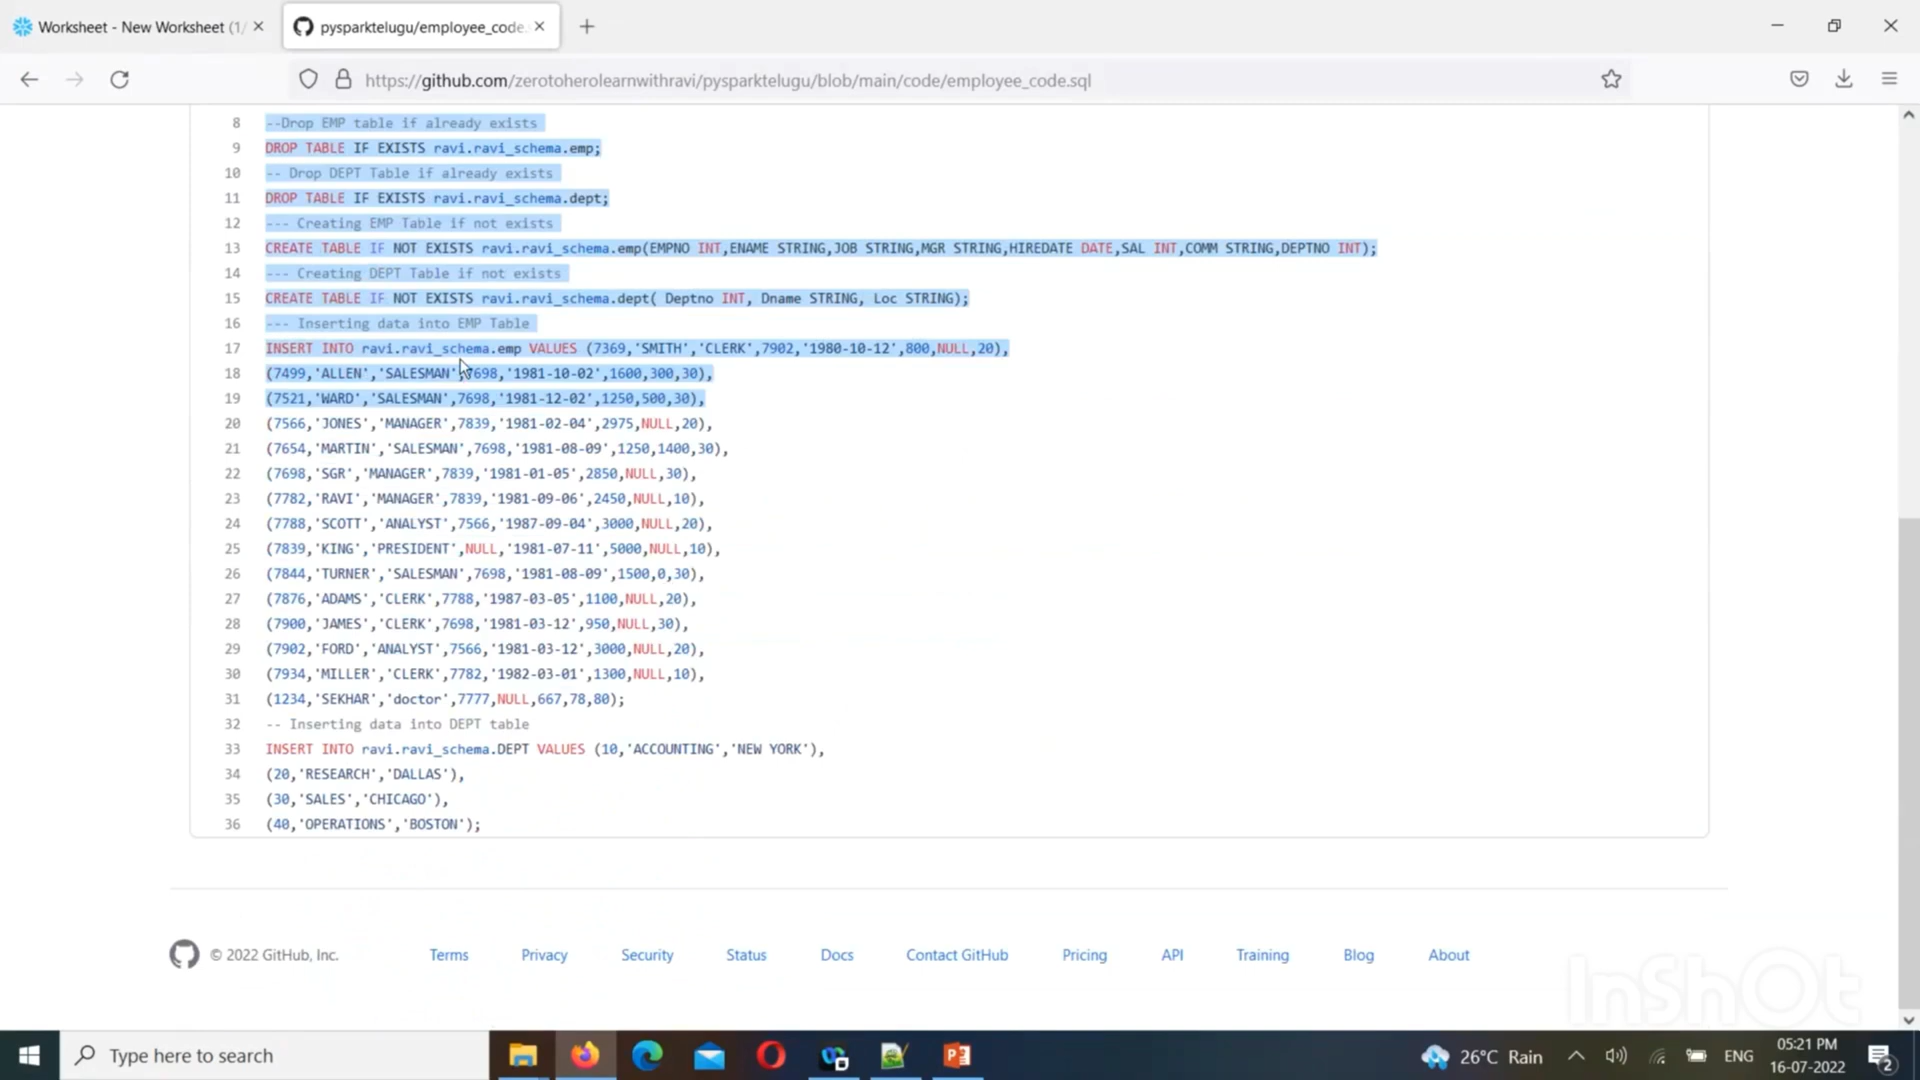 Worksheet - New Worksheet (1/
pysparktelugu/employee_code.
https://github.com/zerotoherolearnwithravi/pysparktelugu/blob/main/code/employee_code.sql
8 --Drop EMP table if already exists
9 DROP TABLE IF EXISTS ravi.ravi_schema.emp;
10 -- Drop DEPT Table if already exists
11 DROP TABLE IF EXISTS ravi.ravi_schema.dept;
12 --- Creating EMP Table if not exists
13 CREATE TABLE IF NOT EXISTS ravi.ravi_schema.emp(EMPNO INT,ENAME STRING,JOB STRING,MGR STRING,HIREDATE DATE,SAL INT,COMM STRING,DEPTNO INT);
14 --- Creating DEPT Table if not exists
15 CREATE TABLE IF NOT EXISTS ravi.ravi_schema.dept( Deptno INT, Dname STRING, Loc STRING);
16 --- Inserting data into EMP Table
17 INSERT INTO ravi.ravi_schema.emp VALUES (7369,'SMITH','CLERK',7902,'1980-10-12',800,NULL,20),
18 (7499,'ALLEN','SALESMAN',7698,'1981-10-02',1600,300,30),
19 (7521,'WARD','SALESMAN',7698,'1981-12-02',1250,500,30),
20 (7566,'JONES','MANAGER',7839,'1981-02-04',2975,NULL,20),
21 (7654,'MARTIN','SALESMAN',7698,'1981-08-09',1250,1400,30),
22 (7698,'SGR','MANAGER',7839,'1981-01-05',2850,NULL,30),
23 (7782,'RAVI','MANAGER',7839,'1981-09-06',2450,NULL,10),
24 (7788,'SCOTT','ANALYST',7566,'1987-09-04',3000,NULL,20),
25 (7839,'KING','PRESIDENT',NULL,'1981-07-11',5000,NULL,10),
26 (7844,'TURNER','SALESMAN',7698,'1981-08-09',1500,0,30),
27 (7876,'ADAMS','CLERK',7788,'1987-03-05',1100,NULL,20),
28 (7900,'JAMES','CLERK',7698,'1981-03-12',950,NULL,30),
29 (7902,'FORD','ANALYST',7566,'1981-03-12',3000,NULL,20),
30 (7934,'MILLER','CLERK',7782,'1982-03-01',1300,NULL,10),
31 (1234,'SEKHAR','doctor',7777,NULL,667,78,80);
32 -- Inserting data into DEPT table
33 INSERT INTO ravi.ravi_schema.DEPT VALUES (10,'ACCOUNTING','NEW YORK'),
34 (20,'RESEARCH','DALLAS'),
35 (30,'SALES','CHICAGO'),
36 (40,'OPERATIONS','BOSTON');
© 2022 GitHub, Inc. Terms Privacy Security Status Docs Contact GitHub Pricing API Training Blog About
InShOt
Type here to search
26°C Rain
ENG
05:21 PM
16-07-2022
2